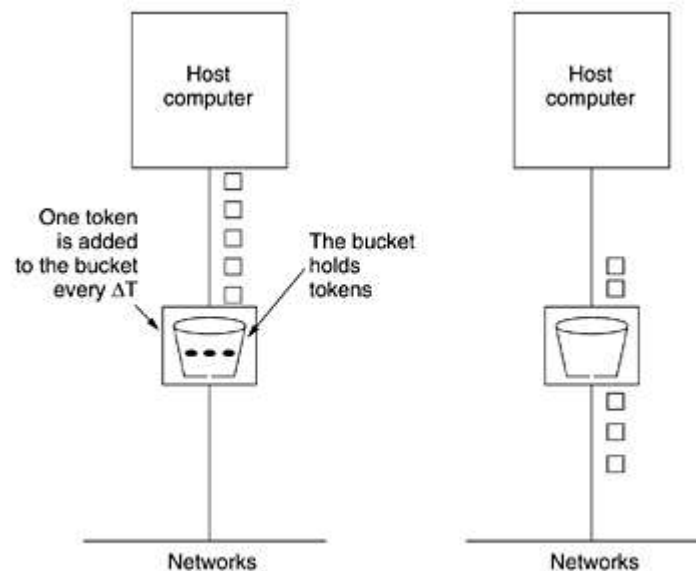 Host
computer
Host
computer
One token
is added
to the bucket
every ΔT
The bucket
holds
tokens
Networks
Networks